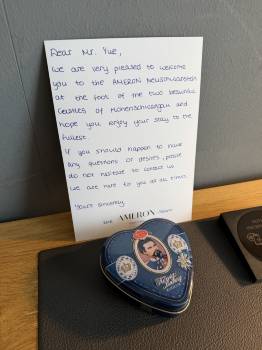 Dear Mr. Yue,
we are very pleased to welcome
you to the AMERON Neuschwanstein
at the foot of the two beautiful
Castles of Hohenschwangau and
hope you enjoy your stay to the
fullest.
If you should happen to have
any questions or desires, please
do not hesitate to contact us.
We are here for you at all times.
Yours sincerely,
AMERON